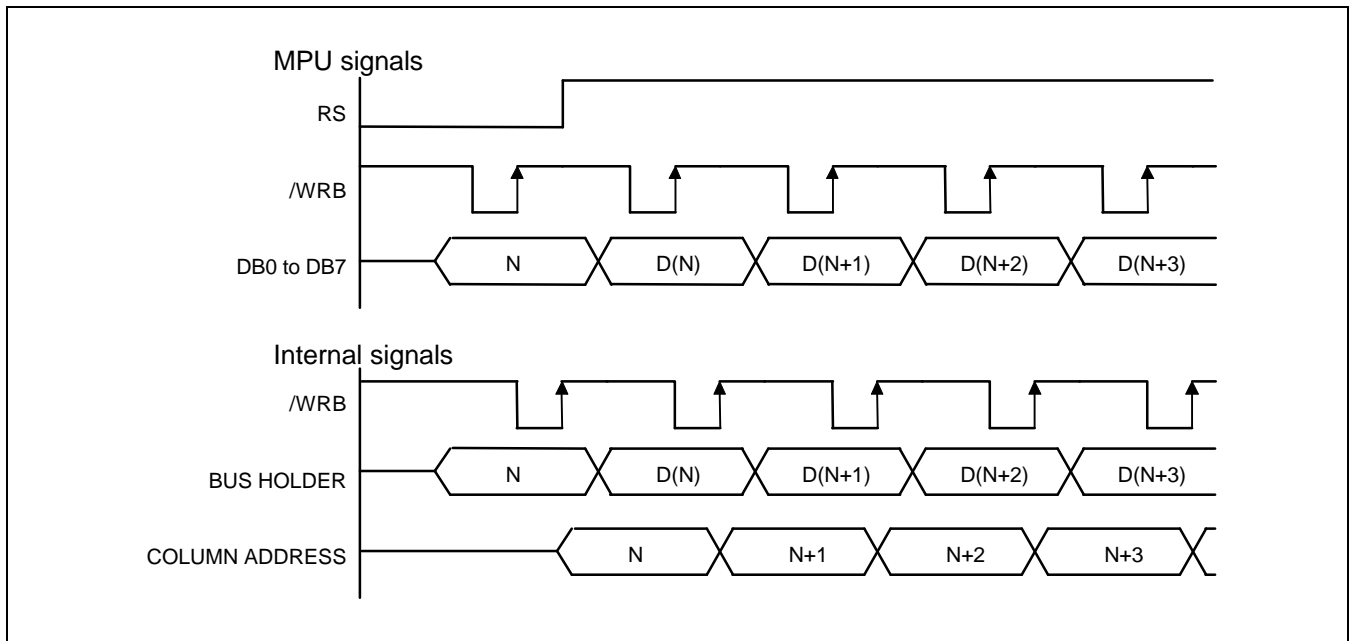 MPU signals
RS
/WRB
DB0 to DB7
N
D(N)
D(N+1)
D(N+2)
D(N+3)
Internal signals
/WRB
BUS HOLDER
N
D(N)
D(N+1)
D(N+2)
D(N+3)
COLUMN ADDRESS
N
N+1
N+2
N+3